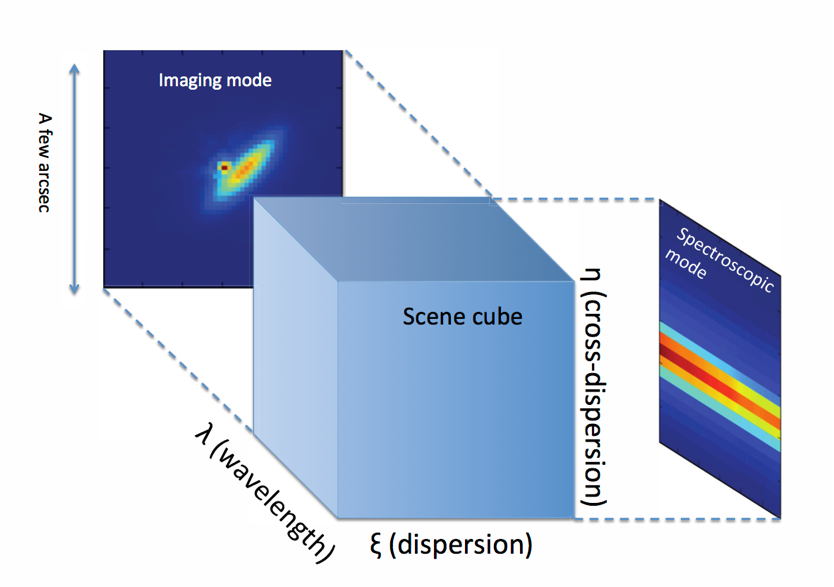 Imaging mode
A few arcsec
Spectroscopic
mode
Scene cube
η (cross-dispersion)
λ (wavelength)
ξ (dispersion)